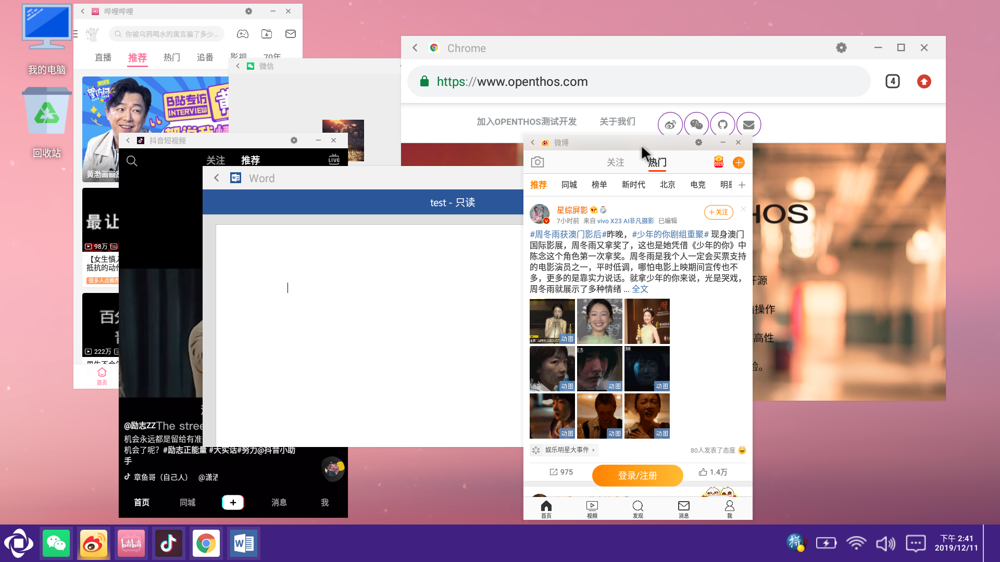 我的电脑
回收站
哔哩哔哩
你被乌鸦喝水的寓言骗了多少...
直播 推荐 热门 追番 影视 70年
B站专访
INTERVIEW
黄渤画画
最让
98万
【女生慎入
抵抗的动作
很多人点推荐
222万
首页
微信
抖音短视频
关注 推荐 LIVE
@励志ZZ The stree
机会永远都是留给有准
机会了呢？#励志正能量 #大实话#努力@抖音小助
手
章鱼哥（自己人） @潇洒
首页 同城 + 消息 我
Word
test - 只读
Chrome
https://www.openthos.com
4
加入OPENTHOS测试开发 关于我们
HOS
开源
操作
高性
验。
微博
关注 热门
2020
推荐 同城 榜单 新时代 北京 电竞 明星
星综屏影
7小时前 来自 vivo X23 AI非凡摄影 已编辑
+关注
#周冬雨获澳门影后#昨晚，#少年的你剧组重聚# 现身澳门
国际影展，周冬雨又拿奖了，这也是她凭借《少年的你》中
陈念这个角色第一次拿奖。周冬雨是我个人一定会买票支持
的电影演员之一，平时低调，哪怕电影上映期间宣传也不
多，更多的是靠实力说话。就拿少年的你来说，光是哭戏，
周冬雨就展示了多种情绪 ... 全文
动图
动图 动图 动图
动图 动图 动图
娱乐明星大事件
80人发表了态度
975 登录/注册 1.4万
首页 视频 发现 消息 我
bilibili
W
拼
下午 2:41
2019/12/11